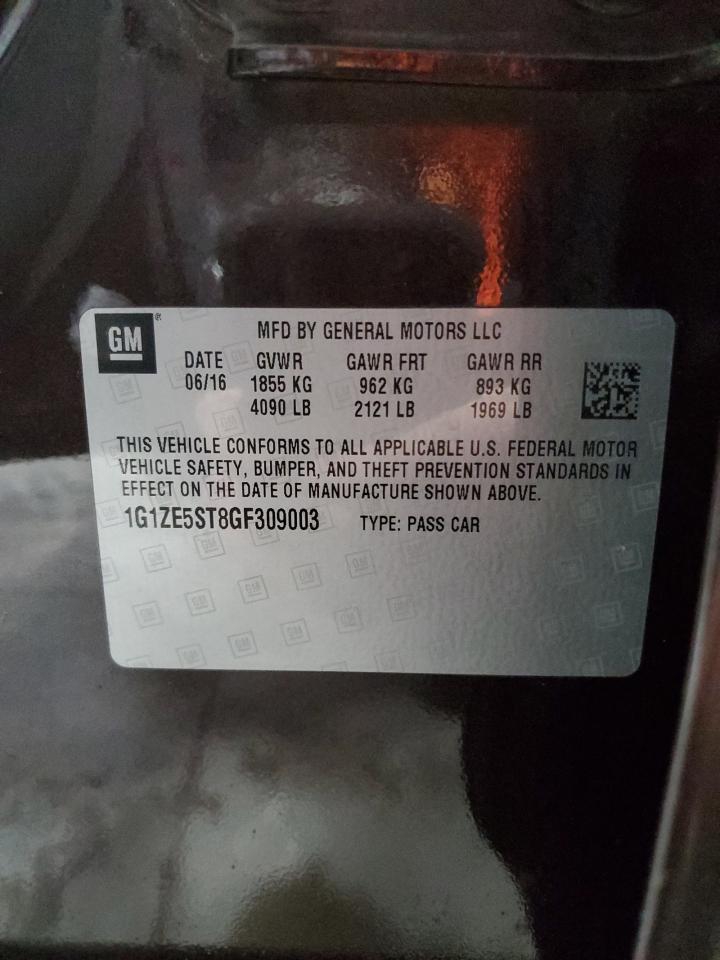 GM
MFD BY GENERAL MOTORS LLC
DATE GVWR GAWR FRT GAWR RR
06/16 1855 KG 962 KG 893 KG
4090 LB 2121 LB 1969 LB
THIS VEHICLE CONFORMS TO ALL APPLICABLE U.S. FEDERAL MOTOR
VEHICLE SAFETY, BUMPER, AND THEFT PREVENTION STANDARDS IN
EFFECT ON THE DATE OF MANUFACTURE SHOWN ABOVE.
1G1ZE5ST8GF309003 TYPE: PASS CAR